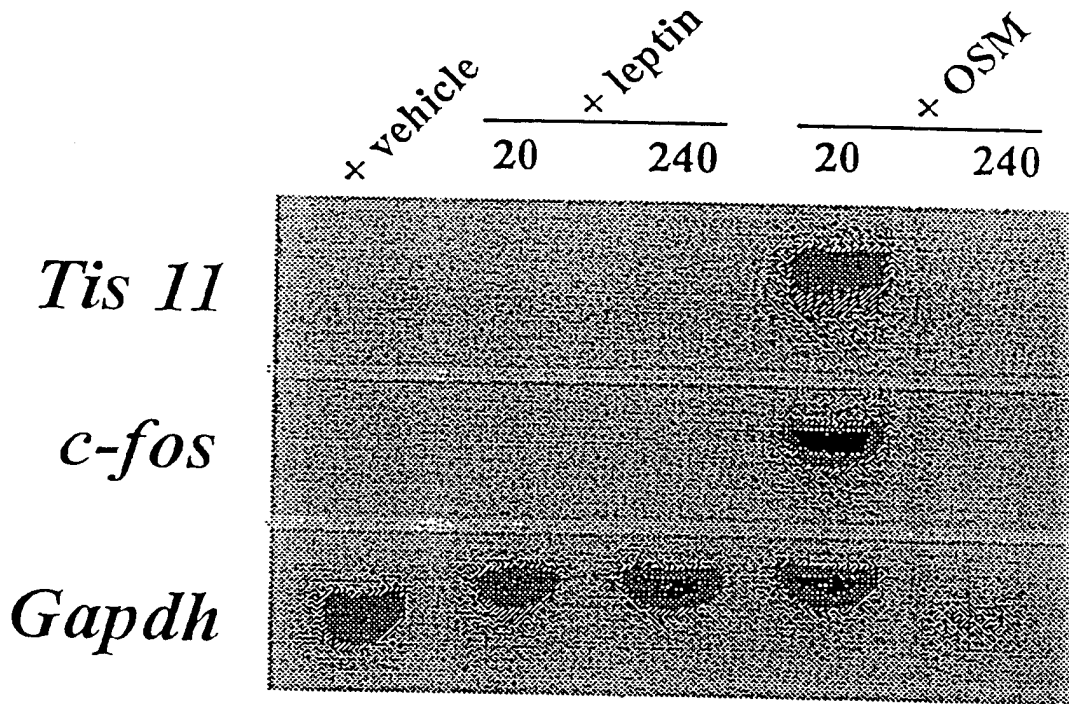 + vehicle
+ leptin
+ OSM
20 240 20 240
Tis 11
c-fos
Gapdh